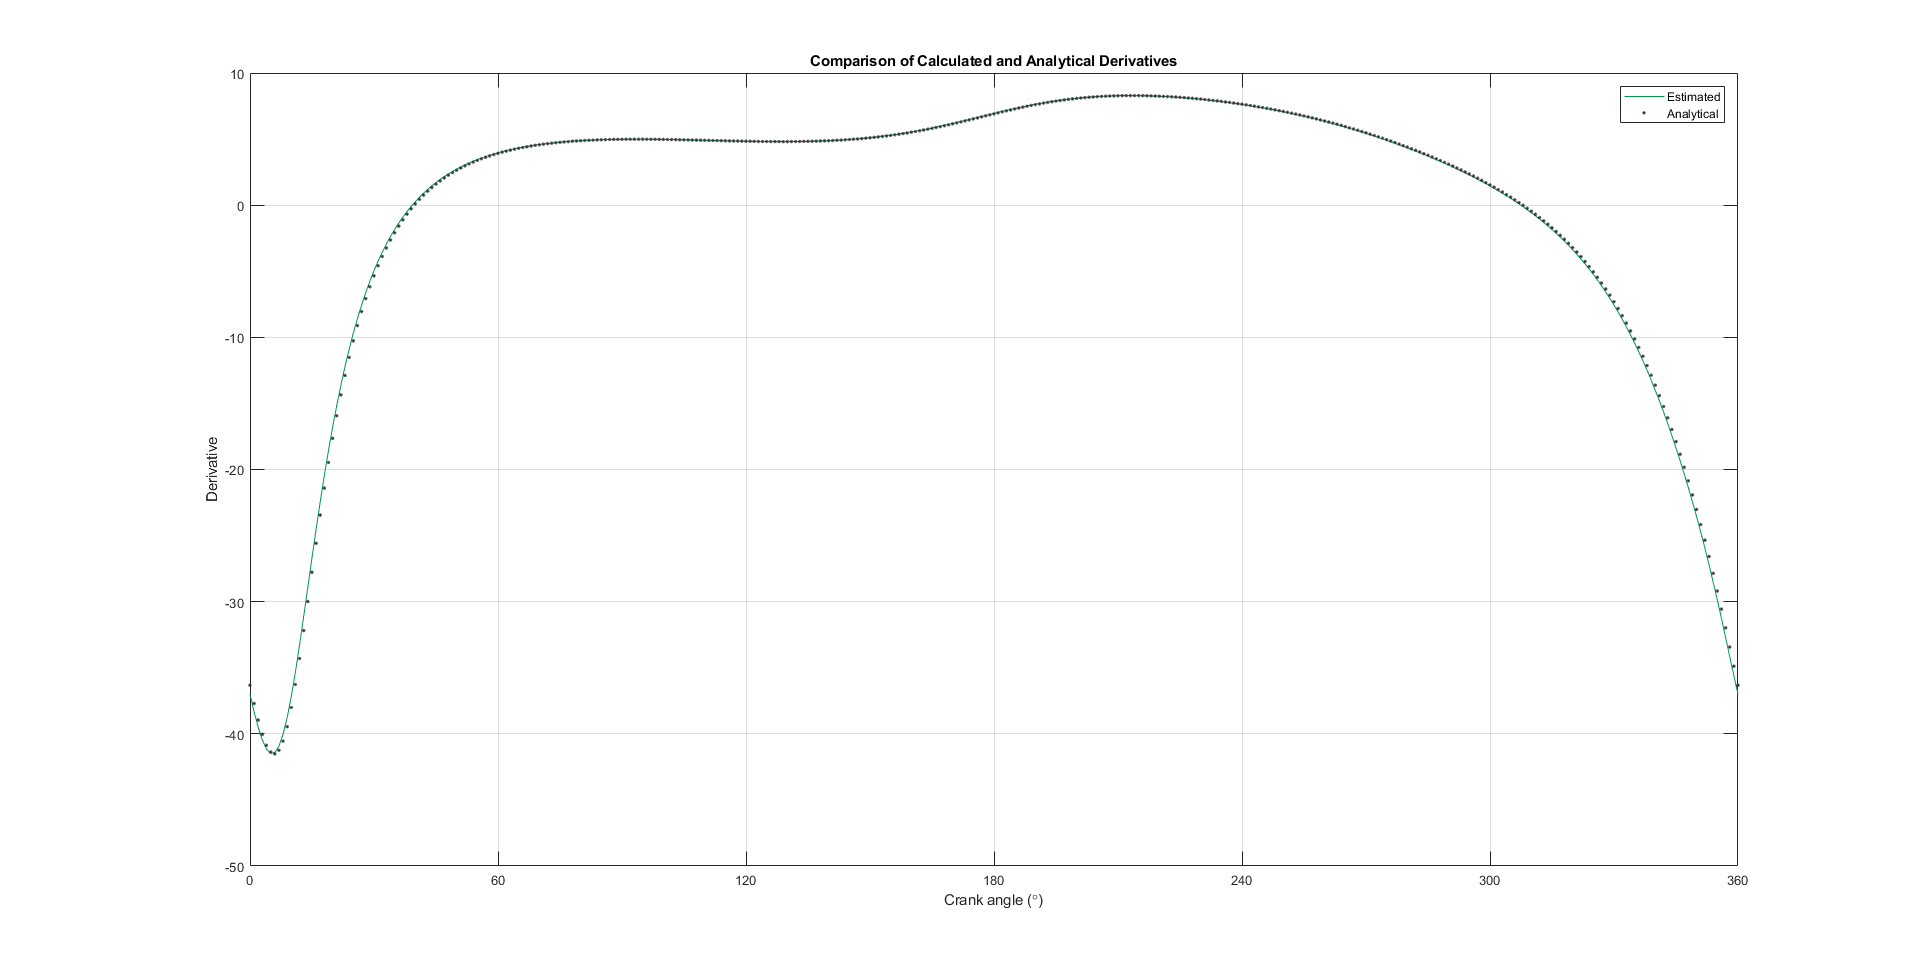 Comparison of Calculated and Analytical Derivatives
10
0
-10
-20
-30
-40
-50
Derivative
Estimated
Analytical
0 60 120 180 240 300 360
Crank angle (°)